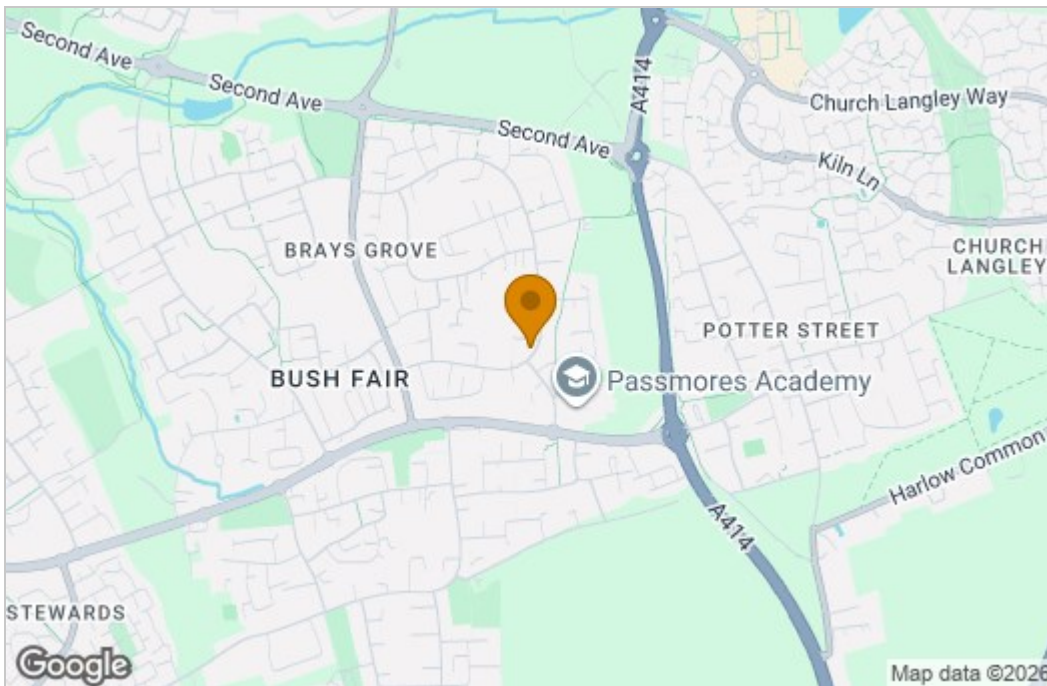 Second Ave
Second Ave
Second Ave
A414
Church Langley Way
Kiln Ln
BRAYS GROVE
CHURCH
LANGLEY
POTTER STREET
BUSH FAIR
Passmores Academy
Harlow Common
A414
STEWARDS
Google
Map data ©2026